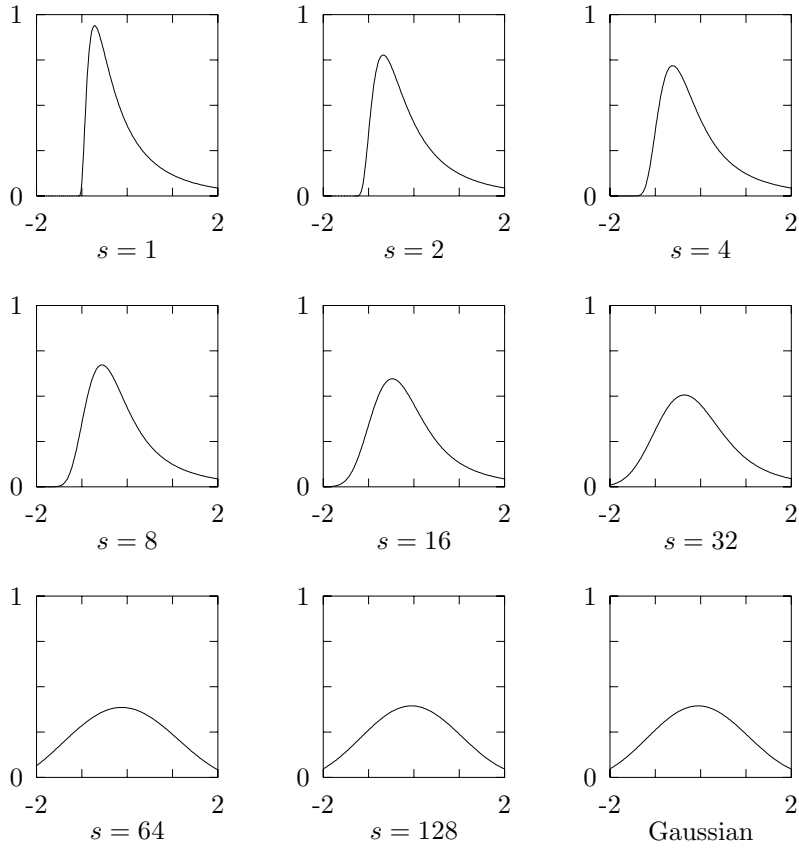 1 1 1
0 0 0
-2 2 -2 2 -2 2
s = 1 s = 2 s = 4
1 1 1
0 0 0
-2 2 -2 2 -2 2
s = 8 s = 16 s = 32
1 1 1
0 0 0
-2 2 -2 2 -2 2
s = 64 s = 128 Gaussian